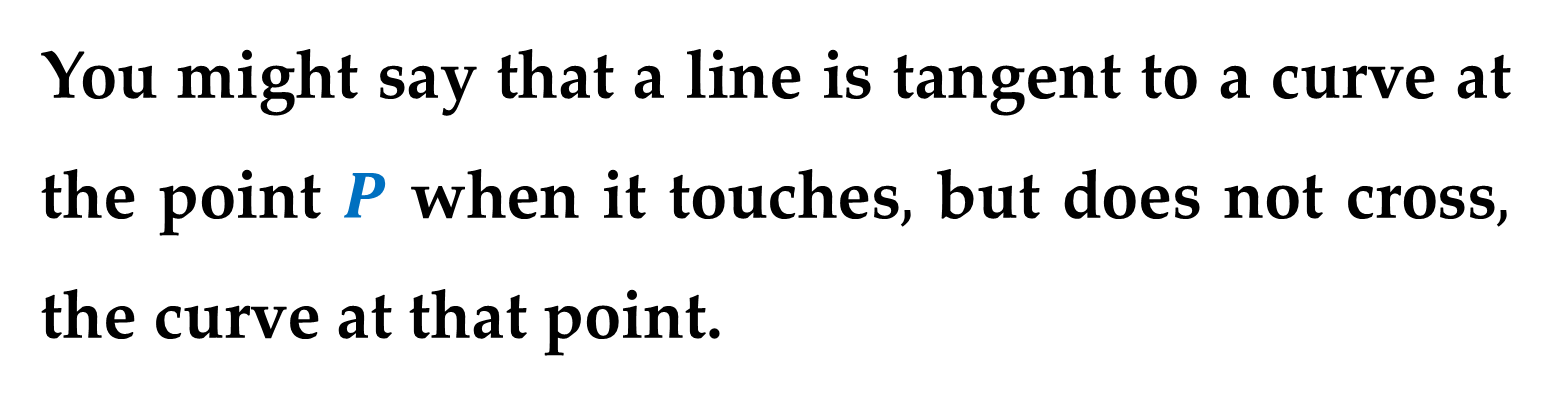 You might say that a line is tangent to a curve at
the point P when it touches, but does not cross,
the curve at that point.